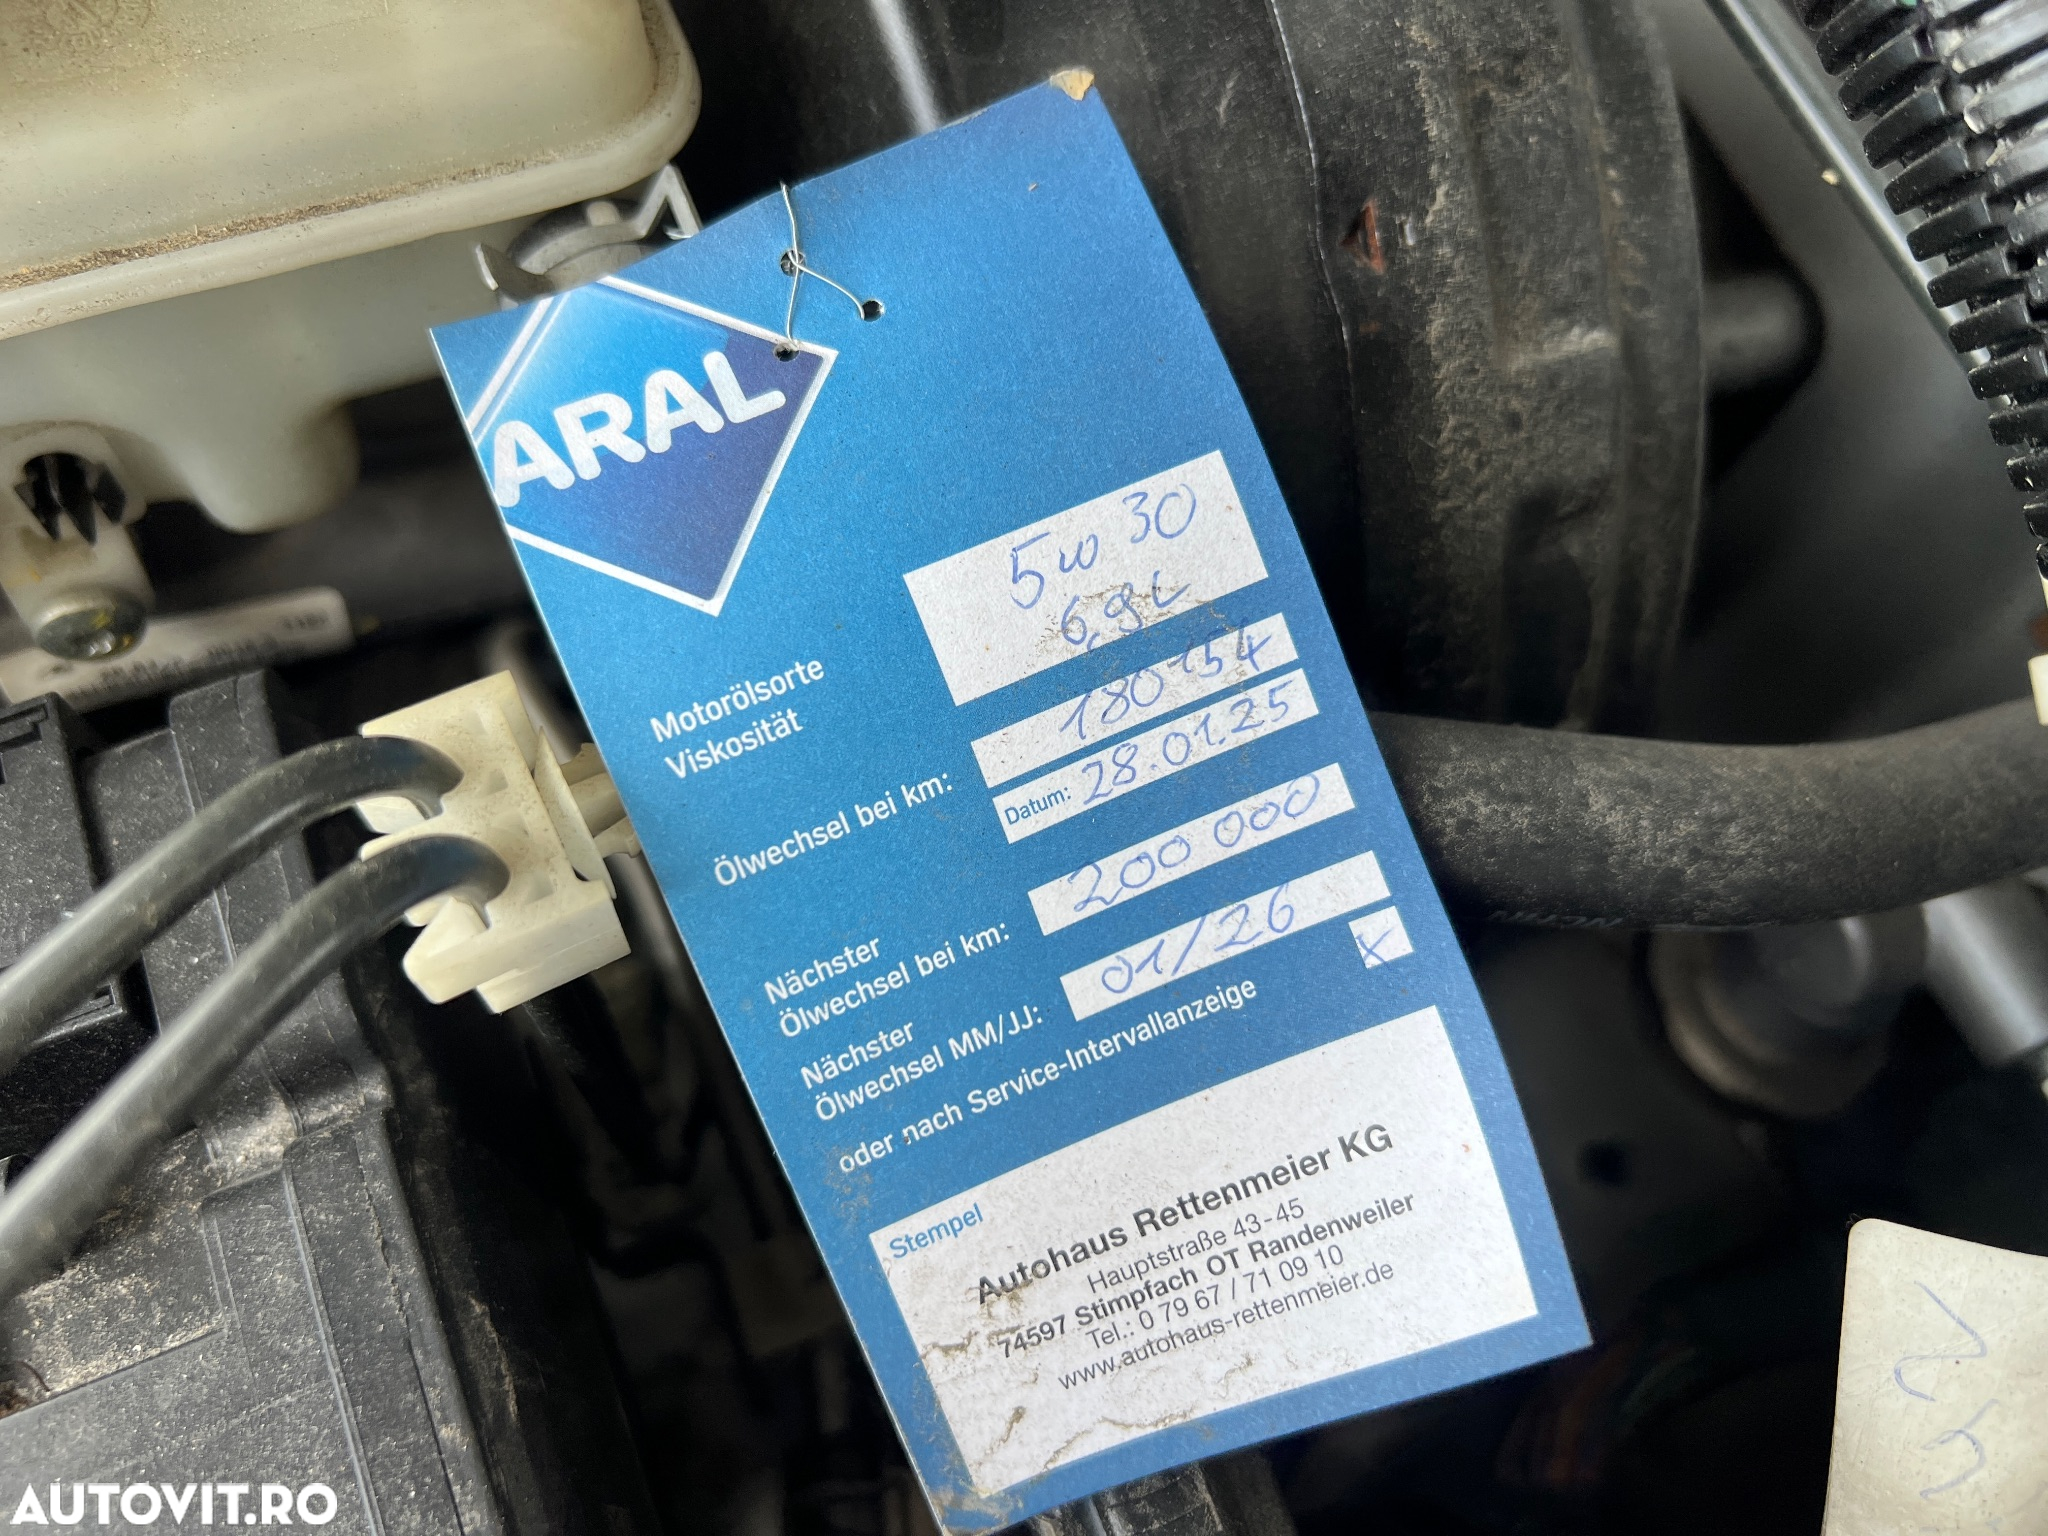 ARAL
Motorölsorte
Viskosität
5w30
6,9L
Ölwechsel bei km:
180154
Datum: 28.01.25
Nächster
Ölwechsel bei km:
200 000
Nächster
Ölwechsel MM/JJ:
01/26
oder nach Service-Intervallanzeige
x
Stempel
Autohaus Rettenmeier KG
Hauptstraße 43-45
74597 Stimpfach OT Randenweiler
Tel.: 0 79 67 / 71 09 10
www.autohaus-rettenmeier.de
AUTOVIT.RO